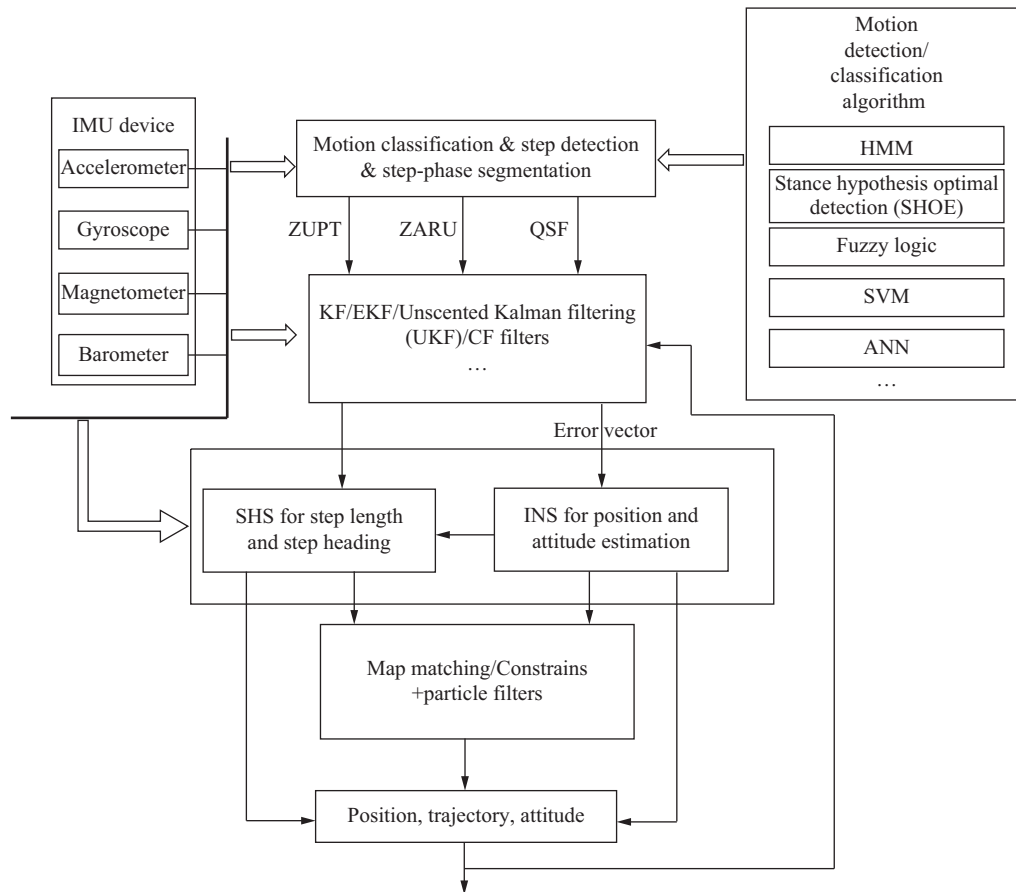 Motion
detection/
classification
algorithm
IMU device
Accelerometer
Gyroscope
Magnetometer
Barometer
Motion classification & step detection
& step-phase segmentation
HMM
Stance hypothesis optimal
detection (SHOE)
Fuzzy logic
SVM
ANN
…
ZUPT
ZARU
QSF
KF/EKF/Unscented Kalman filtering
(UKF)/CF filters
…
Error vector
SHS for step length
and step heading
INS for position and
attitude estimation
Map matching/Constrains
+particle filters
Position, trajectory, attitude